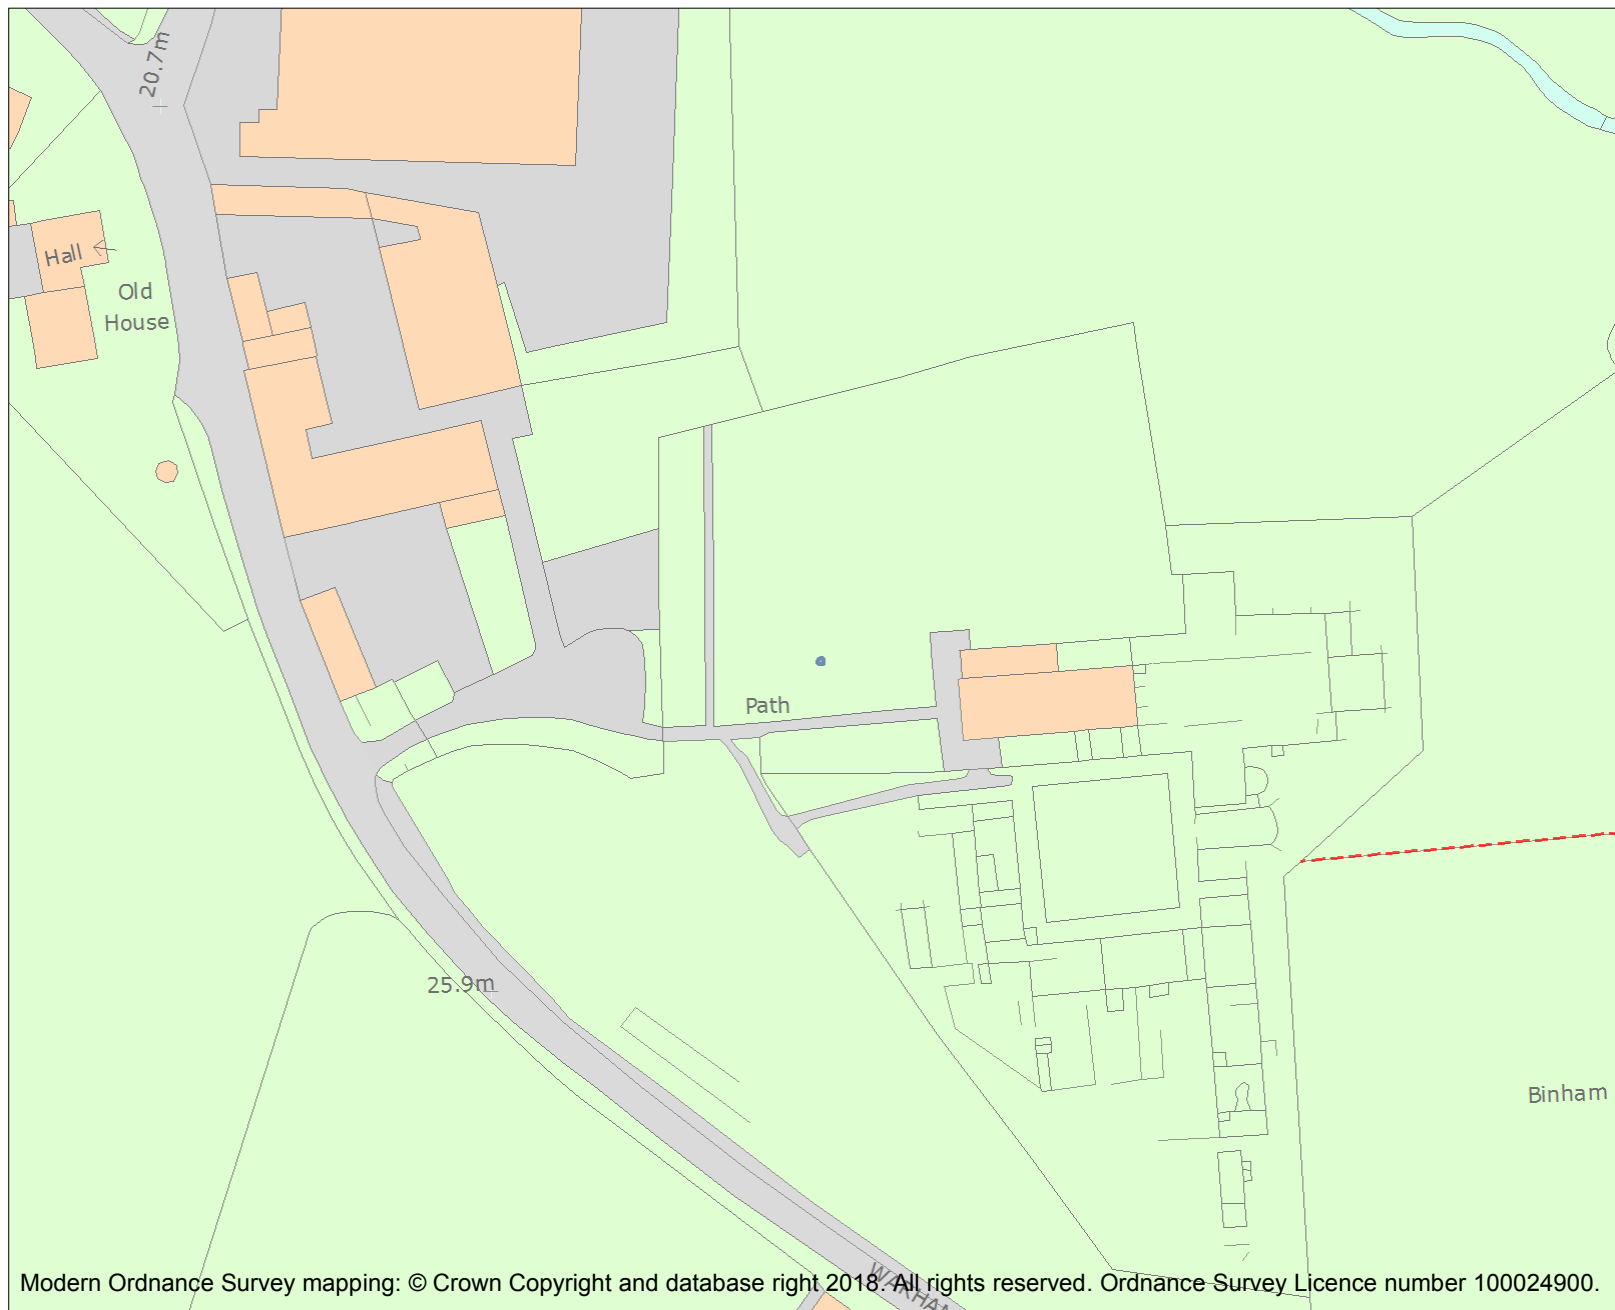 20.7m
Hall
Old
House
Path
25.9m
Binham
Modern Ordnance Survey mapping: © Crown Copyright and database right 2018. All rights reserved. Ordnance Survey Licence number 100024900.